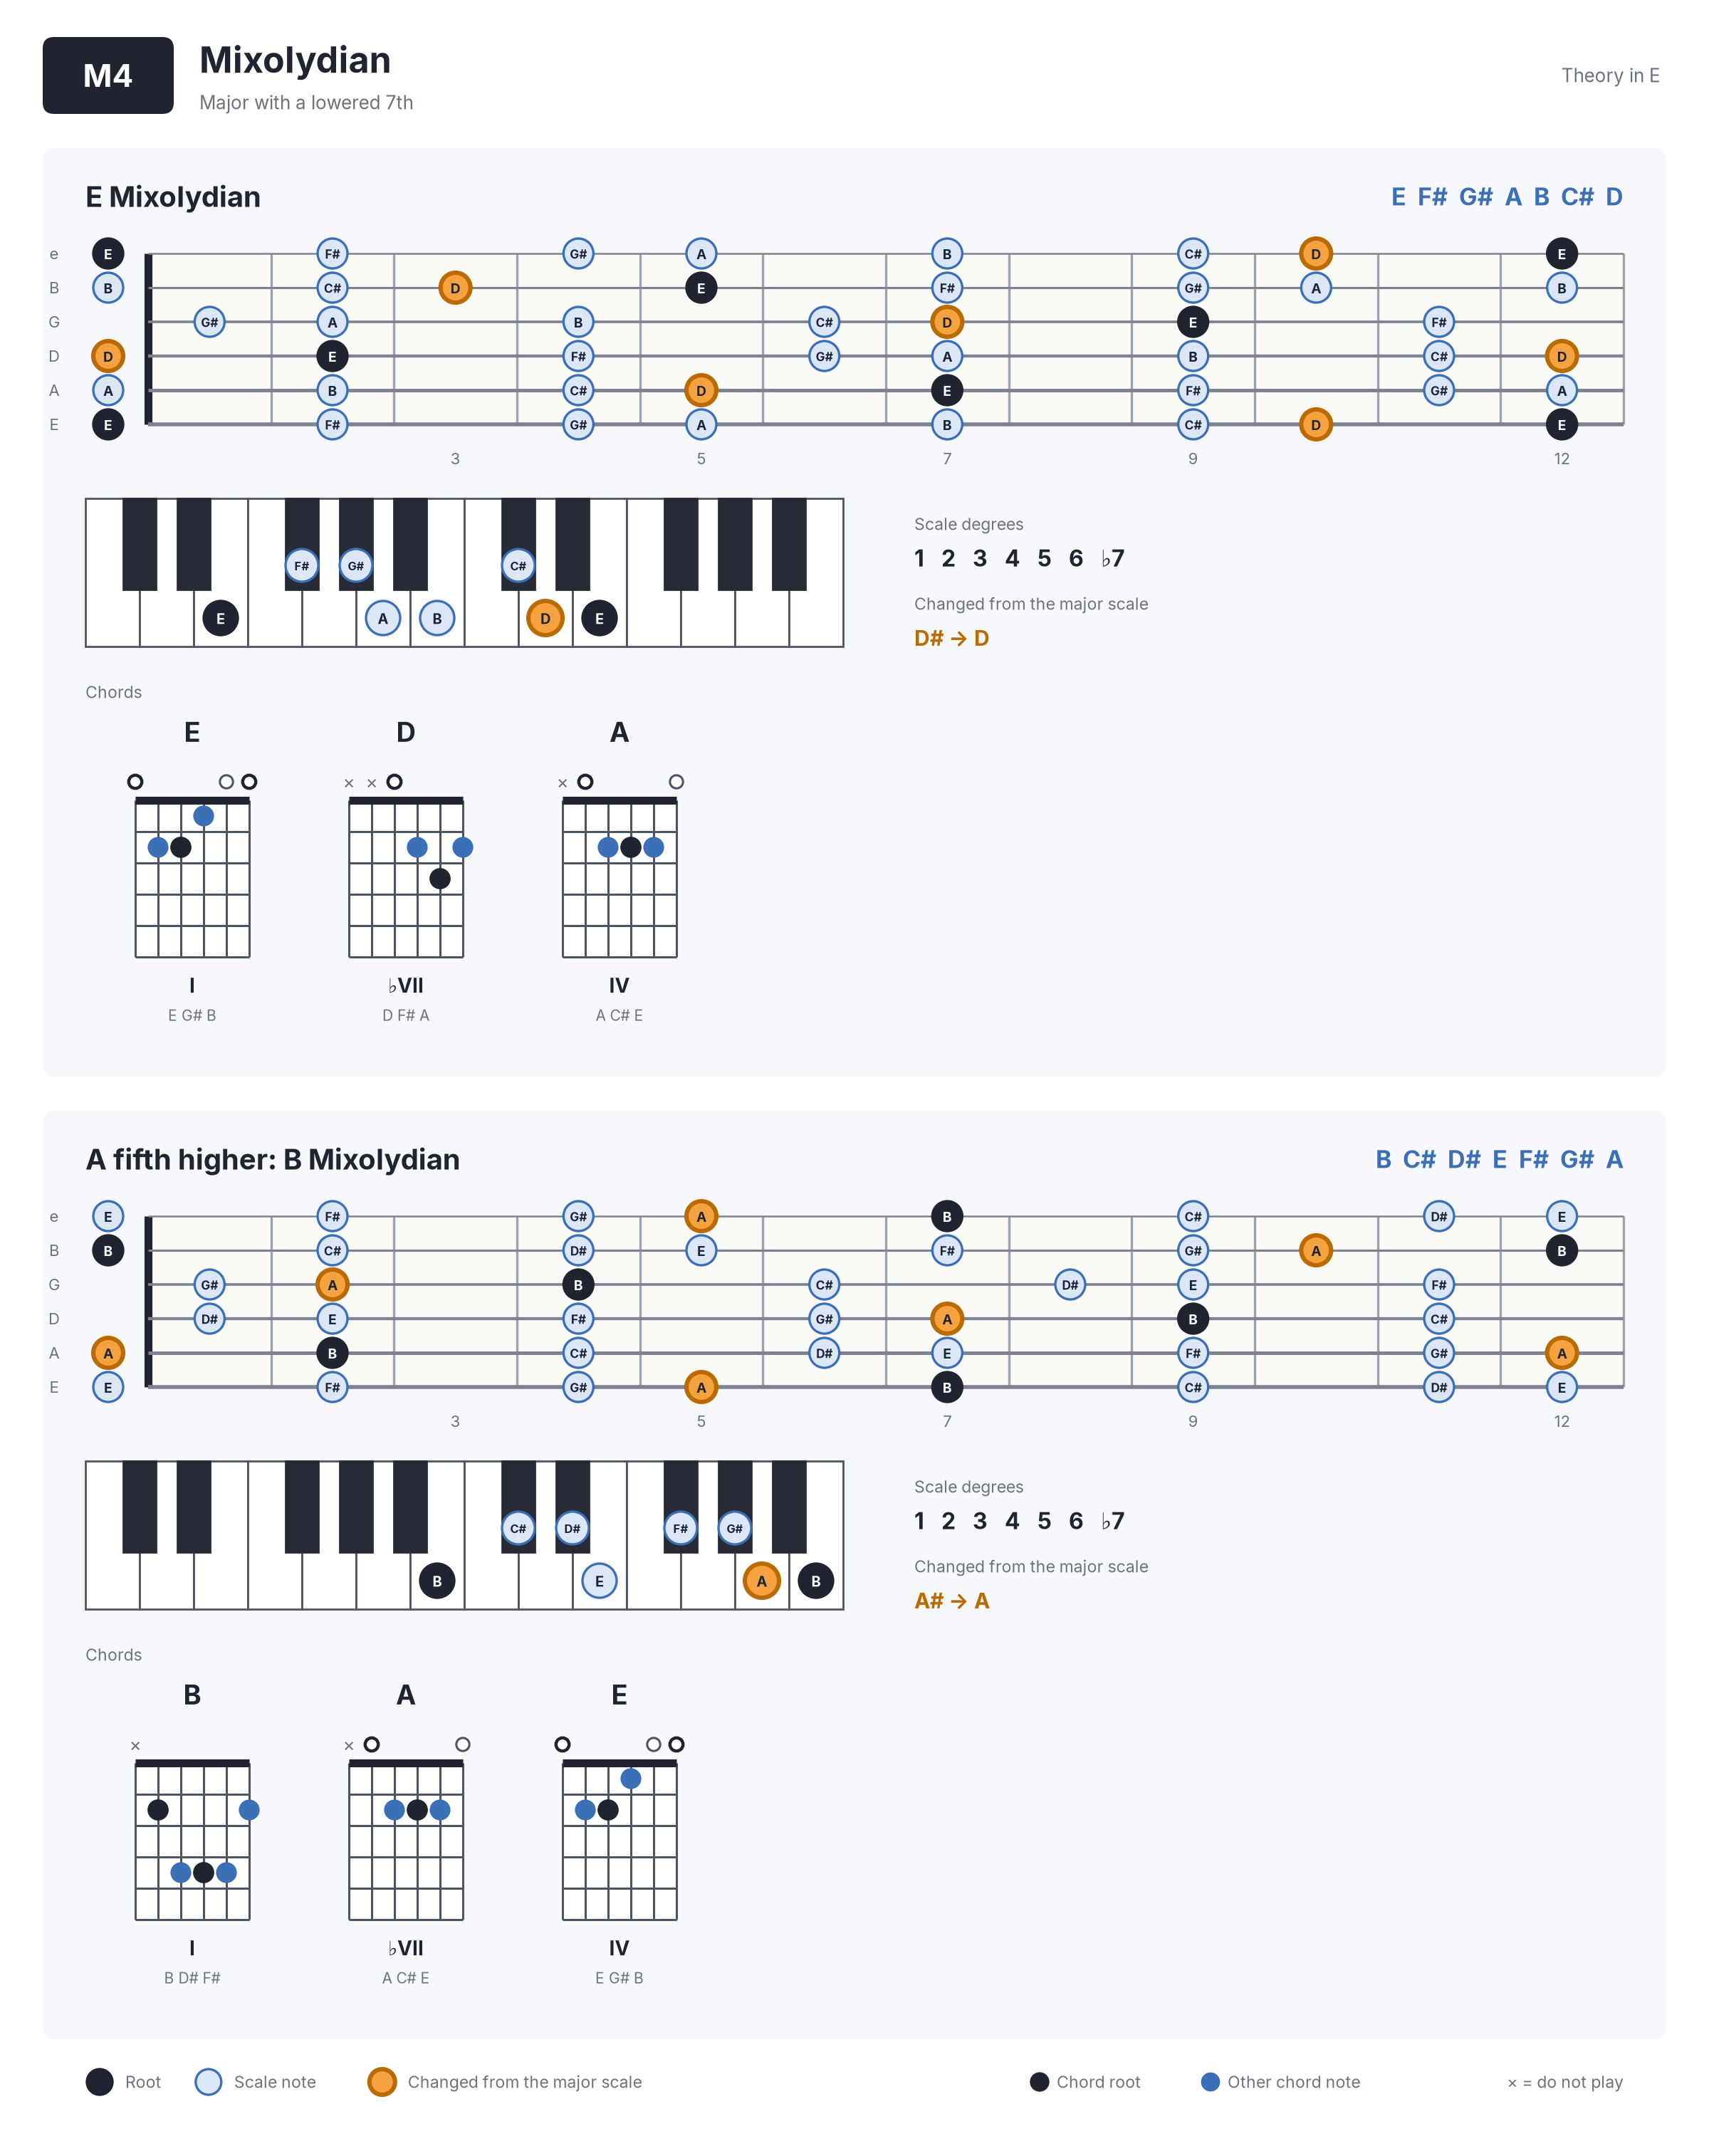 M4
Mixolydian
Major with a lowered 7th
Theory in E
E Mixolydian
E F# G# A B C# D
e E F# G# A B C# D E
B B C# D E F# G# A B
G G# A B C# D E F#
D D E F# G# A B C# D
A A B C# D E F# G# A
E E F# G# A B C# D E
3 5 7 9 12
F# G# C#
E A B D E
Scale degrees
1 2 3 4 5 6 ♭7
Changed from the major scale
D# → D
Chords
E D A
× × ×
I ♭VII IV
E G# B D F# A A C# E
A fifth higher: B Mixolydian
B C# D# E F# G# A
e E F# G# A B C# D# E
B B C# D# E F# G# A B
G G# A B C# D# E F#
D D# E F# G# A B C#
A A B C# D# E F# G# A
E E F# G# A B C# D# E
3 5 7 9 12
C# D# F# G#
B E A B
Scale degrees
1 2 3 4 5 6 ♭7
Changed from the major scale
A# → A
Chords
B A E
× ×
I ♭VII IV
B D# F# A C# E E G# B
Root Scale note Changed from the major scale Chord root Other chord note × = do not play